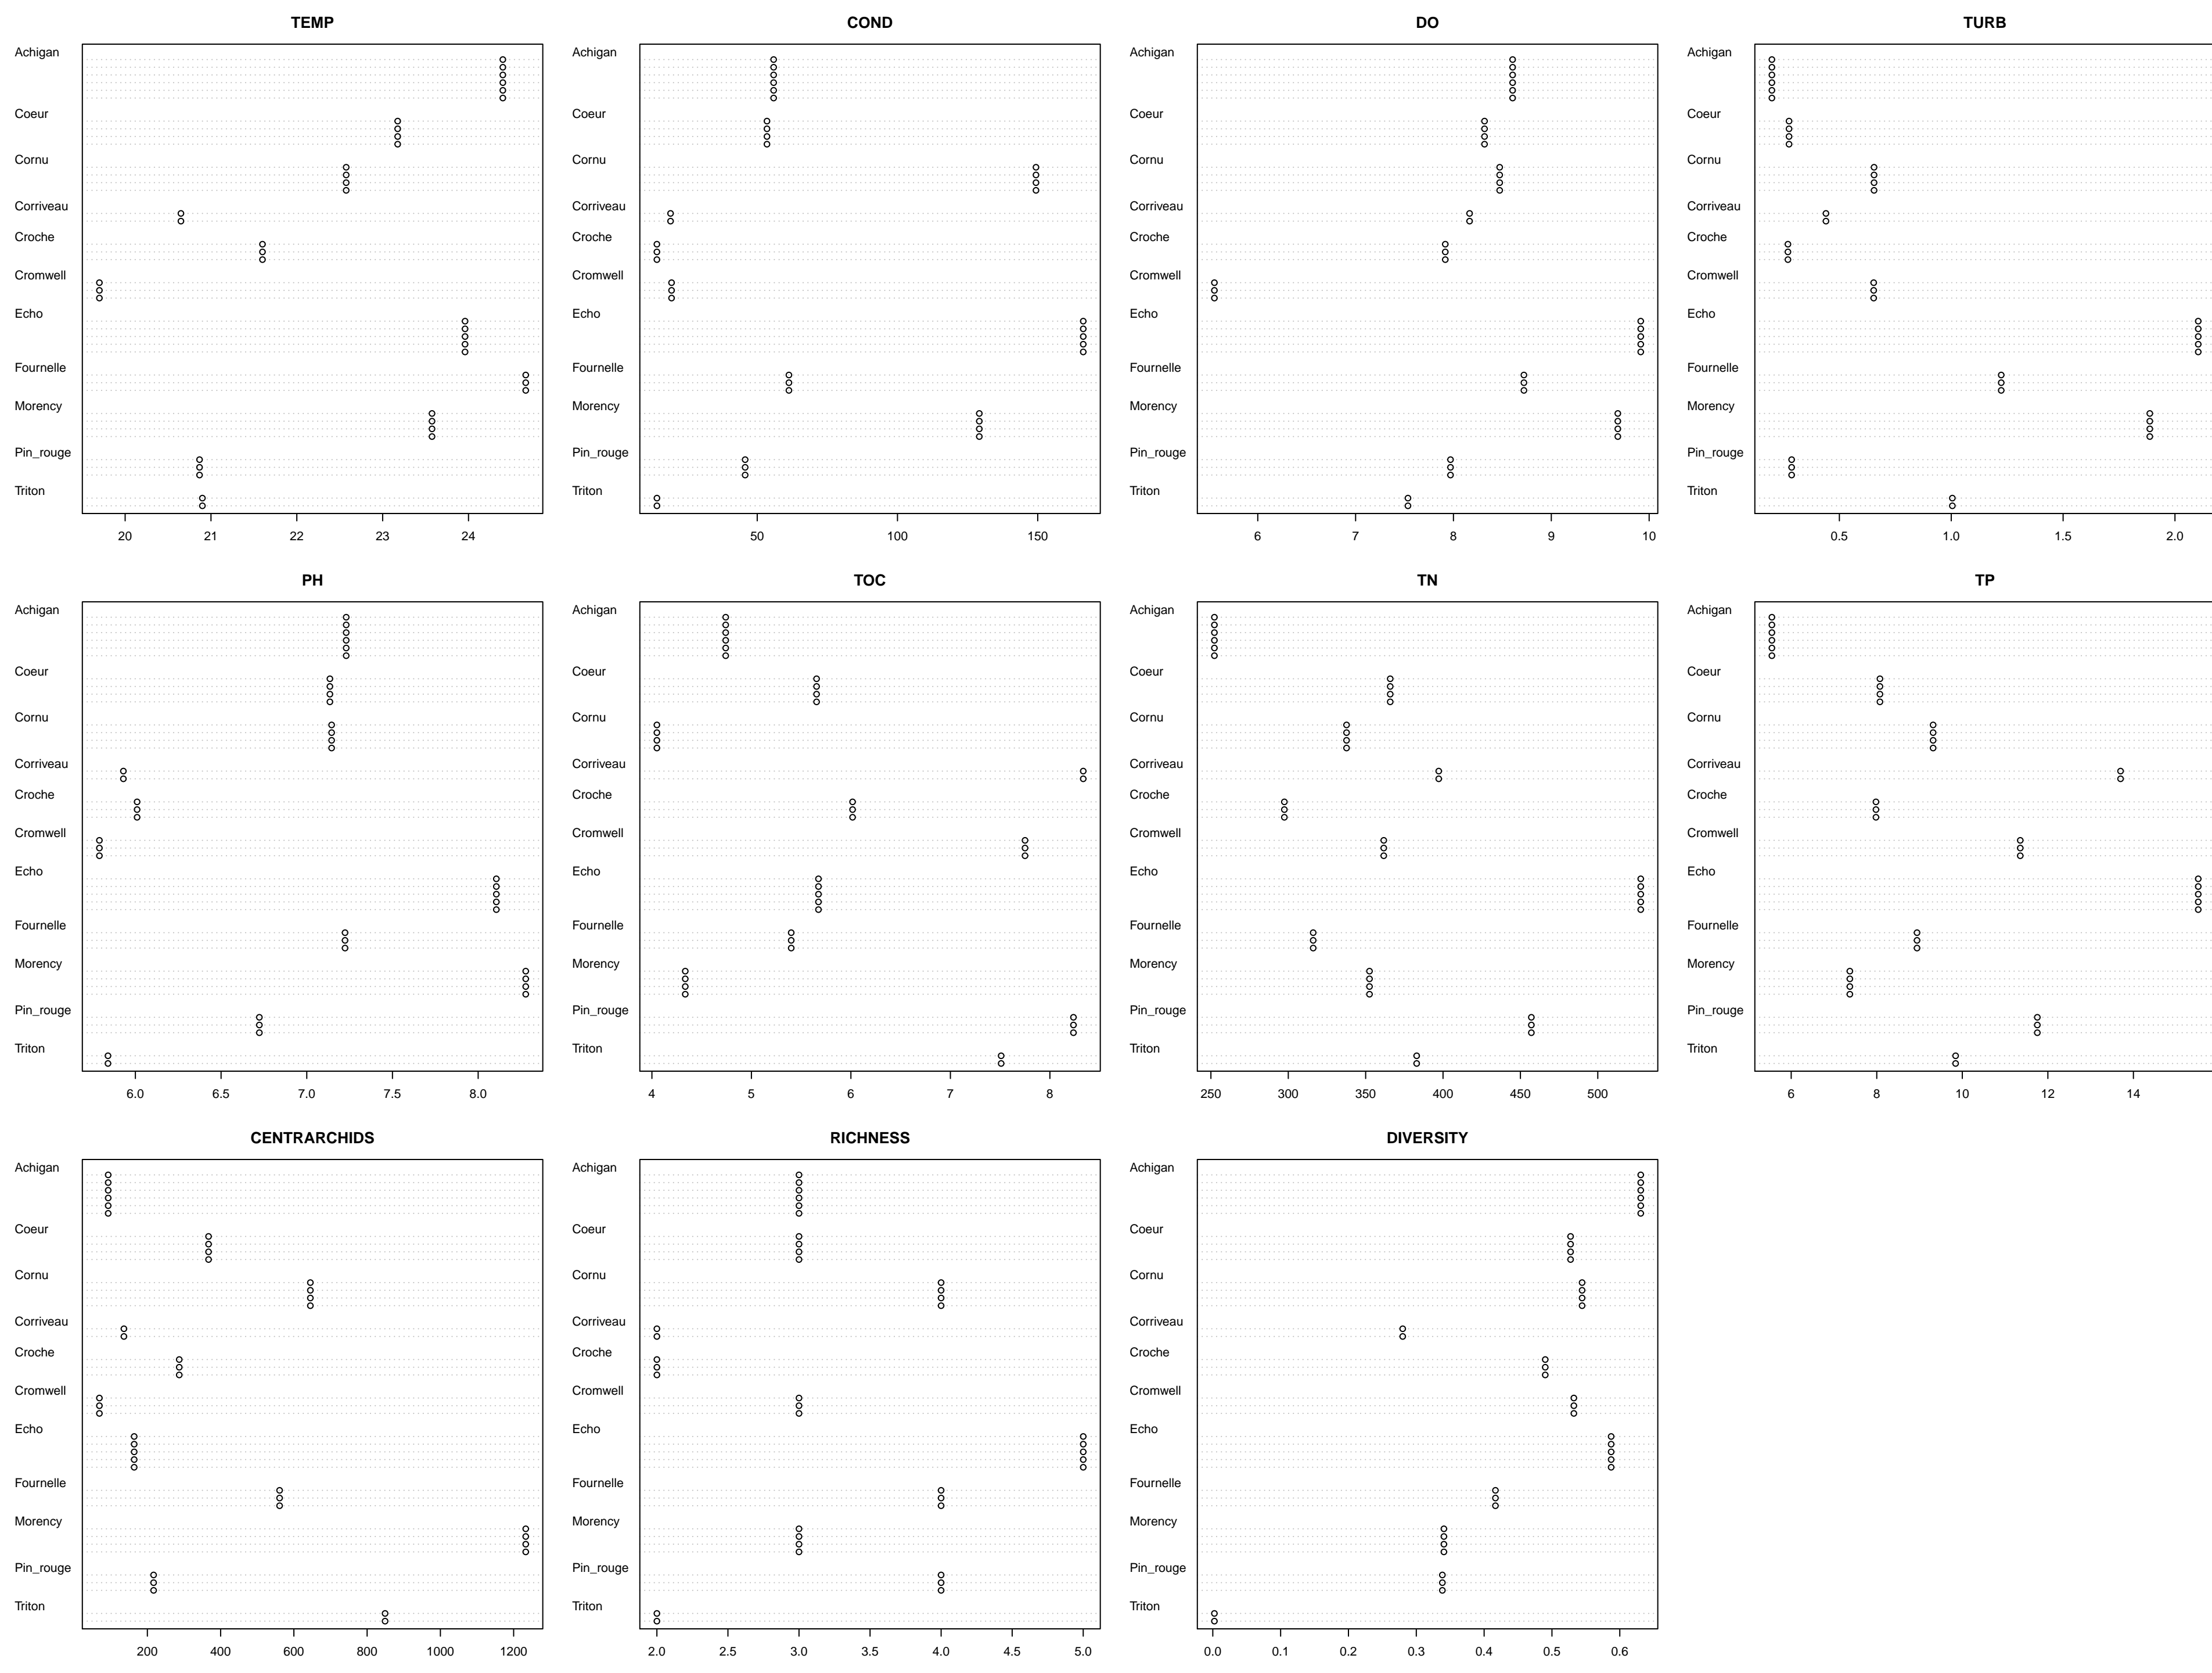 TEMP
Achigan
Coeur
Cornu
Corriveau
Croche
Cromwell
Echo
Fournelle
Morency
Pin_rouge
Triton
20 21 22 23 24
COND
Achigan
Coeur
Cornu
Corriveau
Croche
Cromwell
Echo
Fournelle
Morency
Pin_rouge
Triton
50 100 150
DO
Achigan
Coeur
Cornu
Corriveau
Croche
Cromwell
Echo
Fournelle
Morency
Pin_rouge
Triton
6 7 8 9 10
TURB
Achigan
Coeur
Cornu
Corriveau
Croche
Cromwell
Echo
Fournelle
Morency
Pin_rouge
Triton
0.5 1.0 1.5 2.0
PH
Achigan
Coeur
Cornu
Corriveau
Croche
Cromwell
Echo
Fournelle
Morency
Pin_rouge
Triton
6.0 6.5 7.0 7.5 8.0
TOC
Achigan
Coeur
Cornu
Corriveau
Croche
Cromwell
Echo
Fournelle
Morency
Pin_rouge
Triton
4 5 6 7 8
TN
Achigan
Coeur
Cornu
Corriveau
Croche
Cromwell
Echo
Fournelle
Morency
Pin_rouge
Triton
250 300 350 400 450 500
TP
Achigan
Coeur
Cornu
Corriveau
Croche
Cromwell
Echo
Fournelle
Morency
Pin_rouge
Triton
6 8 10 12 14
CENTRARCHIDS
Achigan
Coeur
Cornu
Corriveau
Croche
Cromwell
Echo
Fournelle
Morency
Pin_rouge
Triton
200 400 600 800 1000 1200
RICHNESS
Achigan
Coeur
Cornu
Corriveau
Croche
Cromwell
Echo
Fournelle
Morency
Pin_rouge
Triton
2.0 2.5 3.0 3.5 4.0 4.5 5.0
DIVERSITY
Achigan
Coeur
Cornu
Corriveau
Croche
Cromwell
Echo
Fournelle
Morency
Pin_rouge
Triton
0.0 0.1 0.2 0.3 0.4 0.5 0.6